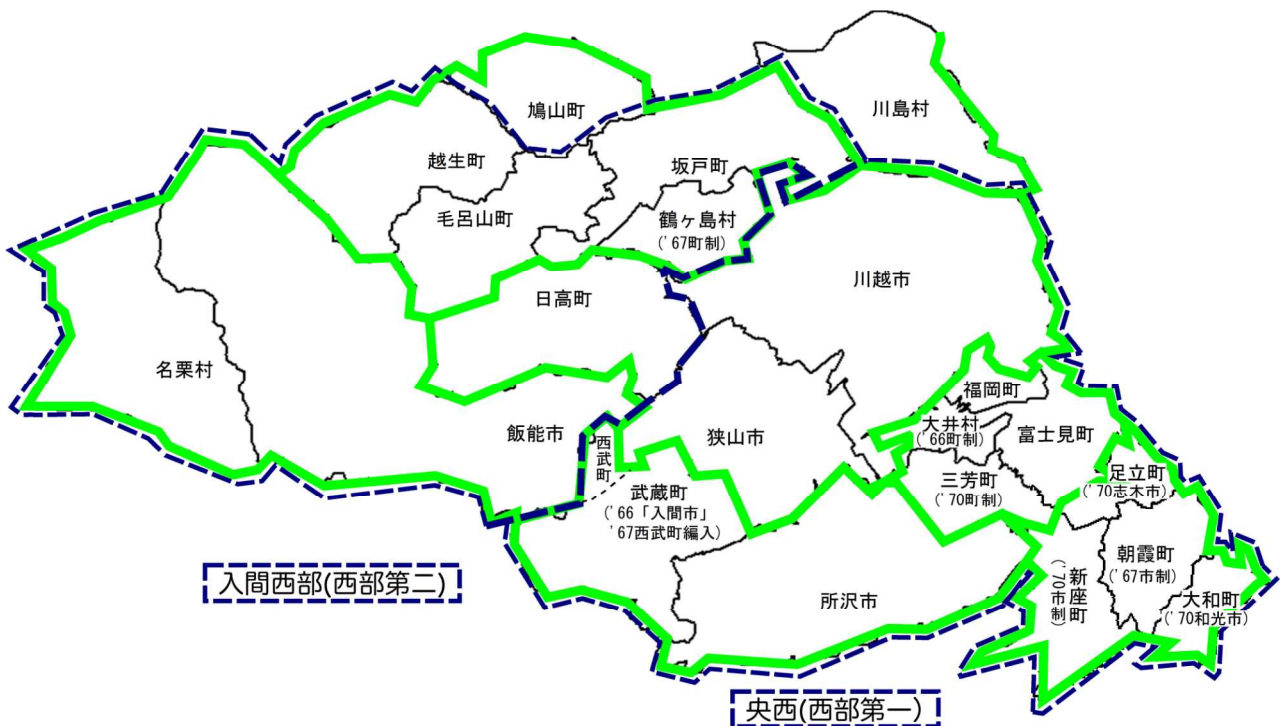 鳩山町
川島村
越生町
坂戸町
毛呂山町
鶴ヶ島村
('67町制)
川越市
日高町
名栗村
福岡町
大井村
('66町制)
富士見町
飯能市
西武町
狭山市
足立町
('70志木市)
三芳町
('70町制)
武蔵町
('66「入間市」
'67西武町編入)
朝霞町
('67市制)
新座町
('70市制)
入間西部(西部第二)
所沢市
大和町
('70和光市)
央西(西部第一)